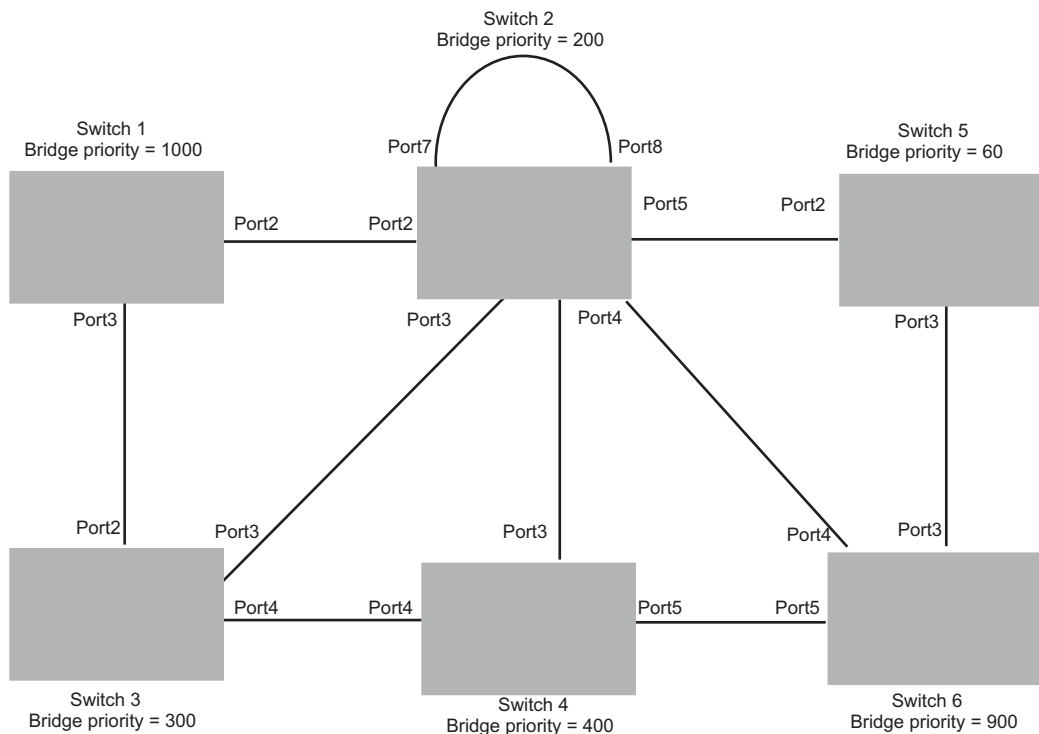 Switch 2
Bridge priority = 200
Switch 1
Bridge priority = 1000
Switch 5
Bridge priority = 60
Port7
Port8
Port2
Port2
Port5
Port2
Port3
Port3
Port4
Port3
Port2
Port3
Port3
Port4
Port3
Port4
Port4
Port5
Port5
Switch 3
Bridge priority = 300
Switch 4
Bridge priority = 400
Switch 6
Bridge priority = 900